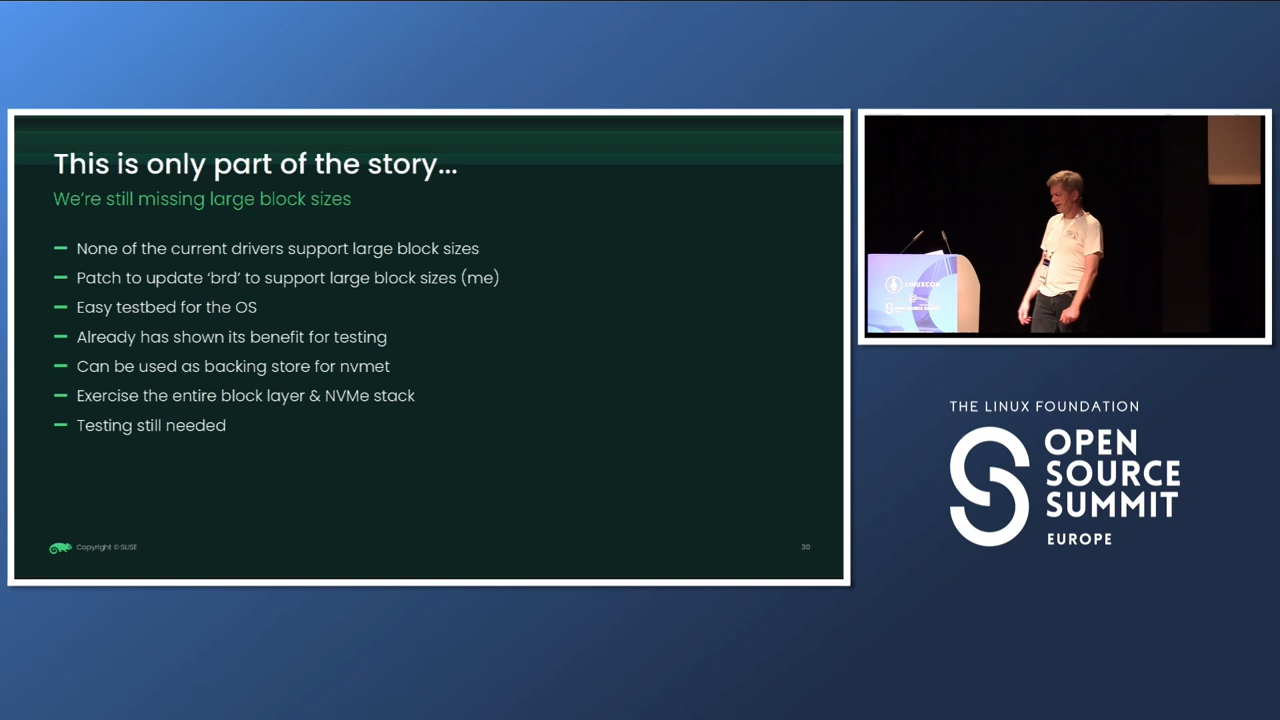 This is only part of the story...
We're still missing large block sizes
None of the current drivers support large block sizes
Patch to update ‘brd’ to support large block sizes (me)
Easy testbed for the OS
Already has shown its benefit for testing
Can be used as backing store for nvmet
Exercise the entire block layer & NVMe stack
Testing still needed
Copyright © SUSE
30
LINUXCON
THE LINUX FOUNDATION
OPEN
SOURCE
SUMMIT
EUROPE